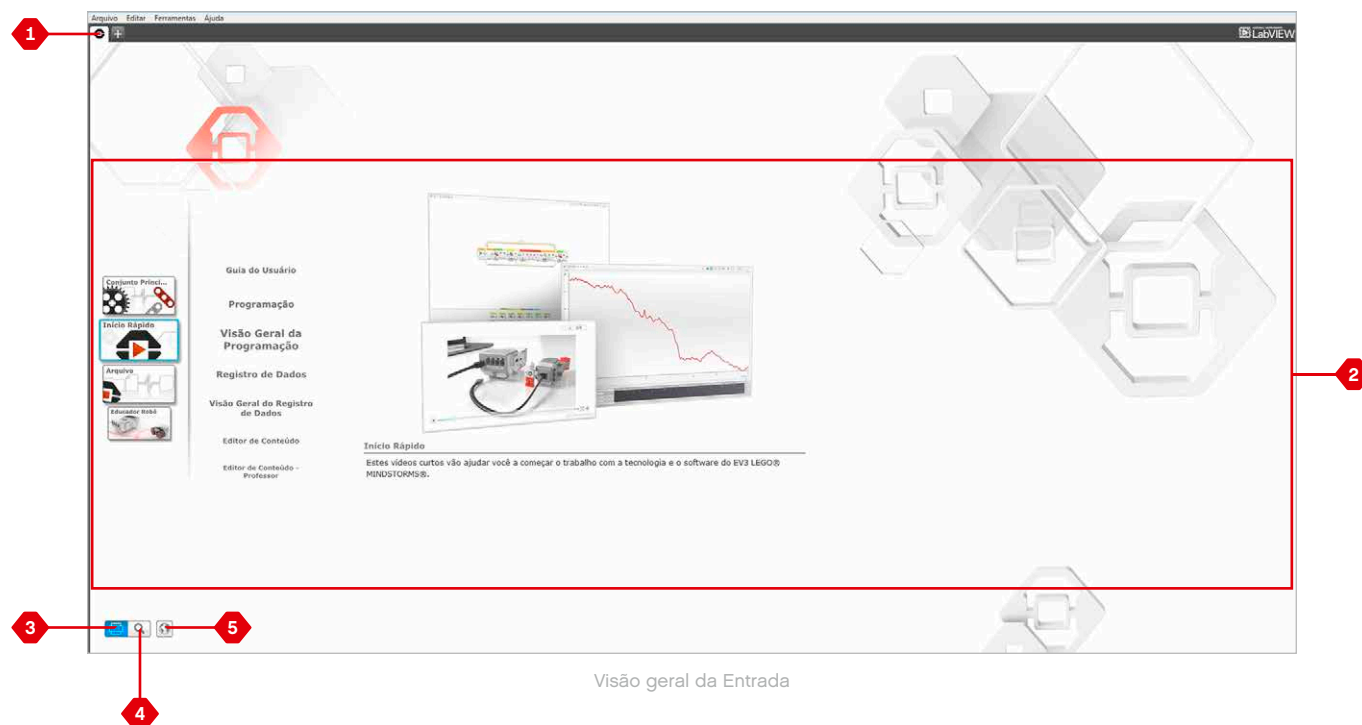 Arquivo Editar Ferramentas Ajuda
1
LabVIEW
Guia do Usuário
Conjunto Princi...
Programação
Início Rápido
Visão Geral da
Programação
2
Arquivo
Registro de Dados
Visão Geral do Registro
de Dados
Educador Robô
Editor de Conteúdo
Início Rápido
Estes vídeos curtos vão ajudar você a começar o trabalho com a tecnologia e o software do EV3 LEGO®
MINDSTORMS®.
Editor de Conteúdo -
Professor
3
5
4
Visão geral da Entrada